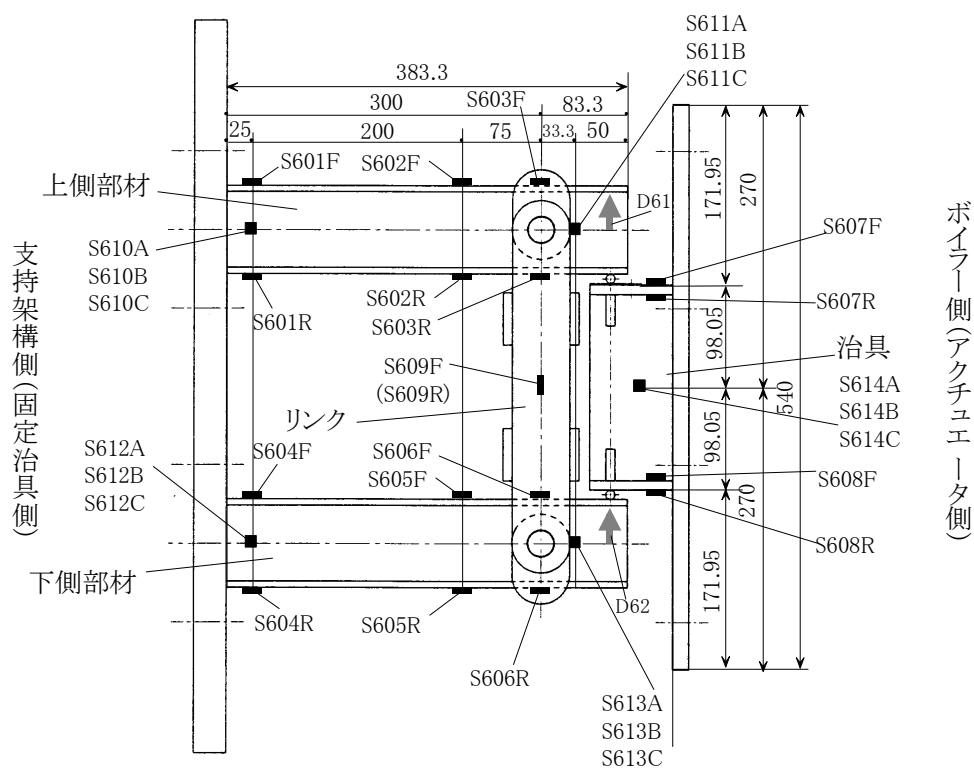 S611A
S611B
S611C
383.3
300
S603F
83.3
25
200
75
33.3
50
S601F
S602F
上側部材
D61
171.95
270
S607F
S610A
S610B
S610C
S602R
S603R
S601R
S607R
支持架構側(固定治具側)
ボイラー側(アクチュエータ側)
98.05
治具
S609F
(S609R)
リンク
S614A
S614B
S614C
540
S612A
S612B
S612C
S604F
S606F
S605F
98.05
S608F
270
S608R
下側部材
D62
171.95
S604R
S605R
S606R
S613A
S613B
S613C